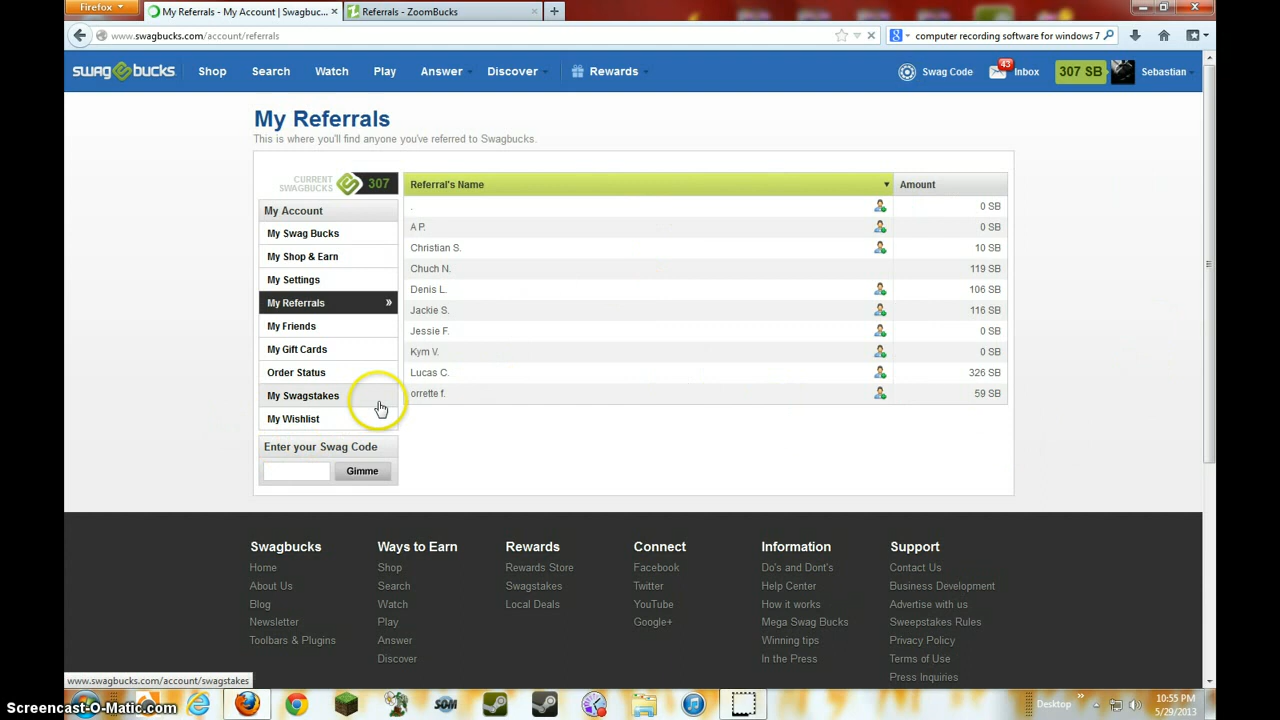 Firefox
My Referrals - My Account | Swagbuc...
Referrals - ZoomBucks
www.swagbucks.com/account/referrals
computer recording software for windows 7
swagbucks
Shop
Search
Watch
Play
Answer
Discover
Rewards
Swag Code
43
Inbox
307 SB
Sebastian
My Referrals
This is where you'll find anyone you've referred to Swagbucks.
CURRENT
SWAGBUCKS
307
My Account
My Swag Bucks
My Shop & Earn
My Settings
My Referrals »
My Friends
My Gift Cards
Order Status
My Swagstakes
My Wishlist
Enter your Swag Code
Gimme
Referral's Name Amount
. 0 SB
A P. 0 SB
Christian S. 10 SB
Chuch N. 119 SB
Denis L. 106 SB
Jackie S. 116 SB
Jessie F. 0 SB
Kym V. 0 SB
Lucas C. 326 SB
orrette f. 59 SB
Swagbucks
Home
About Us
Blog
Newsletter
Toolbars & Plugins
Ways to Earn
Shop
Search
Watch
Play
Answer
Discover
Rewards
Rewards Store
Swagstakes
Local Deals
Connect
Facebook
Twitter
YouTube
Google+
Information
Do's and Dont's
Help Center
How it works
Mega Swag Bucks
Winning tips
In the Press
Support
Contact Us
Business Development
Advertise with us
Sweepstakes Rules
Privacy Policy
Terms of Use
Press Inquiries
www.swagbucks.com/account/swagstakes
SOM
Desktop
10:55 PM
5/29/2013
Screencast-O-Matic.com